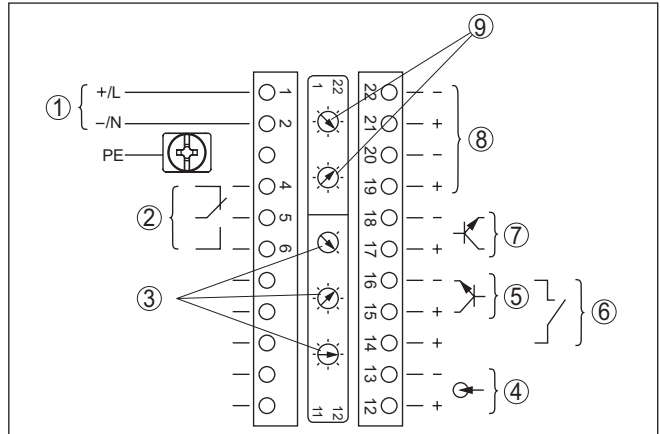 ⑨
① +/L 1 1 22 22 −
−/N 2 21 + ⑧
PE 20 −
4 19 +
② 5 18 − ⑦
6 17 +
16 − ⑤ ⑥
③ 15 +
14 +
13 − ④
11 12 12 +